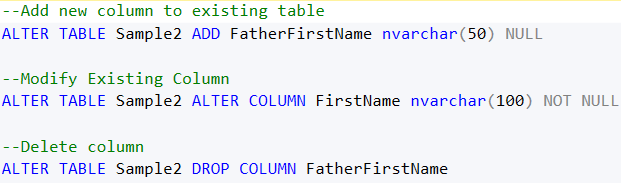 --Add new column to existing table
ALTER TABLE Sample2 ADD FatherFirstName nvarchar(50) NULL
--Modify Existing Column
ALTER TABLE Sample2 ALTER COLUMN FirstName nvarchar(100) NOT NULL
--Delete column
ALTER TABLE Sample2 DROP COLUMN FatherFirstName